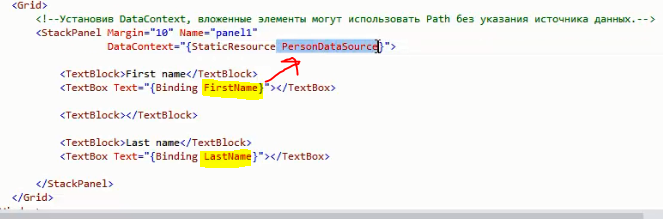 <Grid>
<!--Установив DataContext, вложенные элементы могут использовать Path без указания источника данных.-->
<StackPanel Margin="10" Name="panel1"
DataContext="{StaticResource PersonDataSource}">
<TextBlock>First name</TextBlock>
<TextBox Text="{Binding FirstName}"></TextBox>
<TextBlock></TextBlock>
<TextBlock>Last name</TextBlock>
<TextBox Text="{Binding LastName}"></TextBox>
</StackPanel>
</Grid>